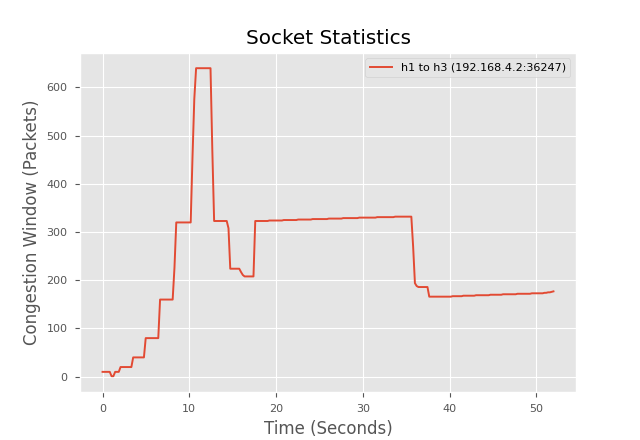 Socket Statistics
h1 to h3 (192.168.4.2:36247)
Congestion Window (Packets)
600
500
400
300
200
100
0
0 10 20 30 40 50
Time (Seconds)